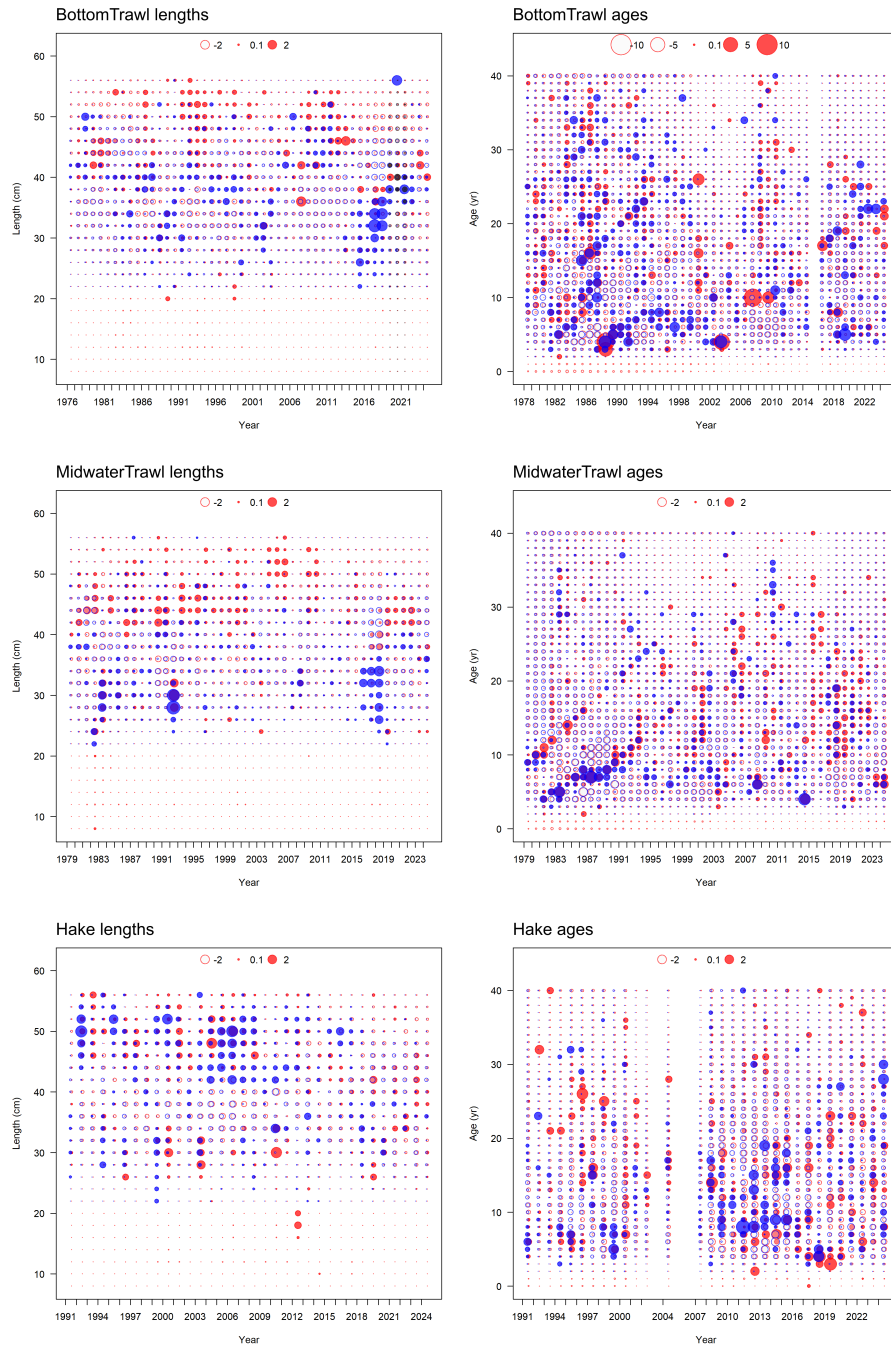 BottomTrawl lengths
-2 0.1 2
Length (cm)
60
50
40
30
20
10
1976 1981 1986 1991 1996 2001 2006 2011 2016 2021
Year
BottomTrawl ages
-10 -5 0.1 5 10
Age (yr)
40
30
20
10
0
1978 1982 1986 1990 1994 1998 2002 2006 2010 2014 2018 2022
Year
MidwaterTrawl lengths
-2 0.1 2
Length (cm)
60
50
40
30
20
10
1979 1983 1987 1991 1995 1999 2003 2007 2011 2015 2019 2023
Year
MidwaterTrawl ages
-2 0.1 2
Age (yr)
40
30
20
10
0
1979 1983 1987 1991 1995 1999 2003 2007 2011 2015 2019 2023
Year
Hake lengths
-2 0.1 2
Length (cm)
60
50
40
30
20
10
1991 1994 1997 2000 2003 2006 2009 2012 2015 2018 2021 2024
Year
Hake ages
-2 0.1 2
Age (yr)
40
30
20
10
0
1991 1994 1997 2000 2004 2007 2010 2013 2016 2019 2022
Year